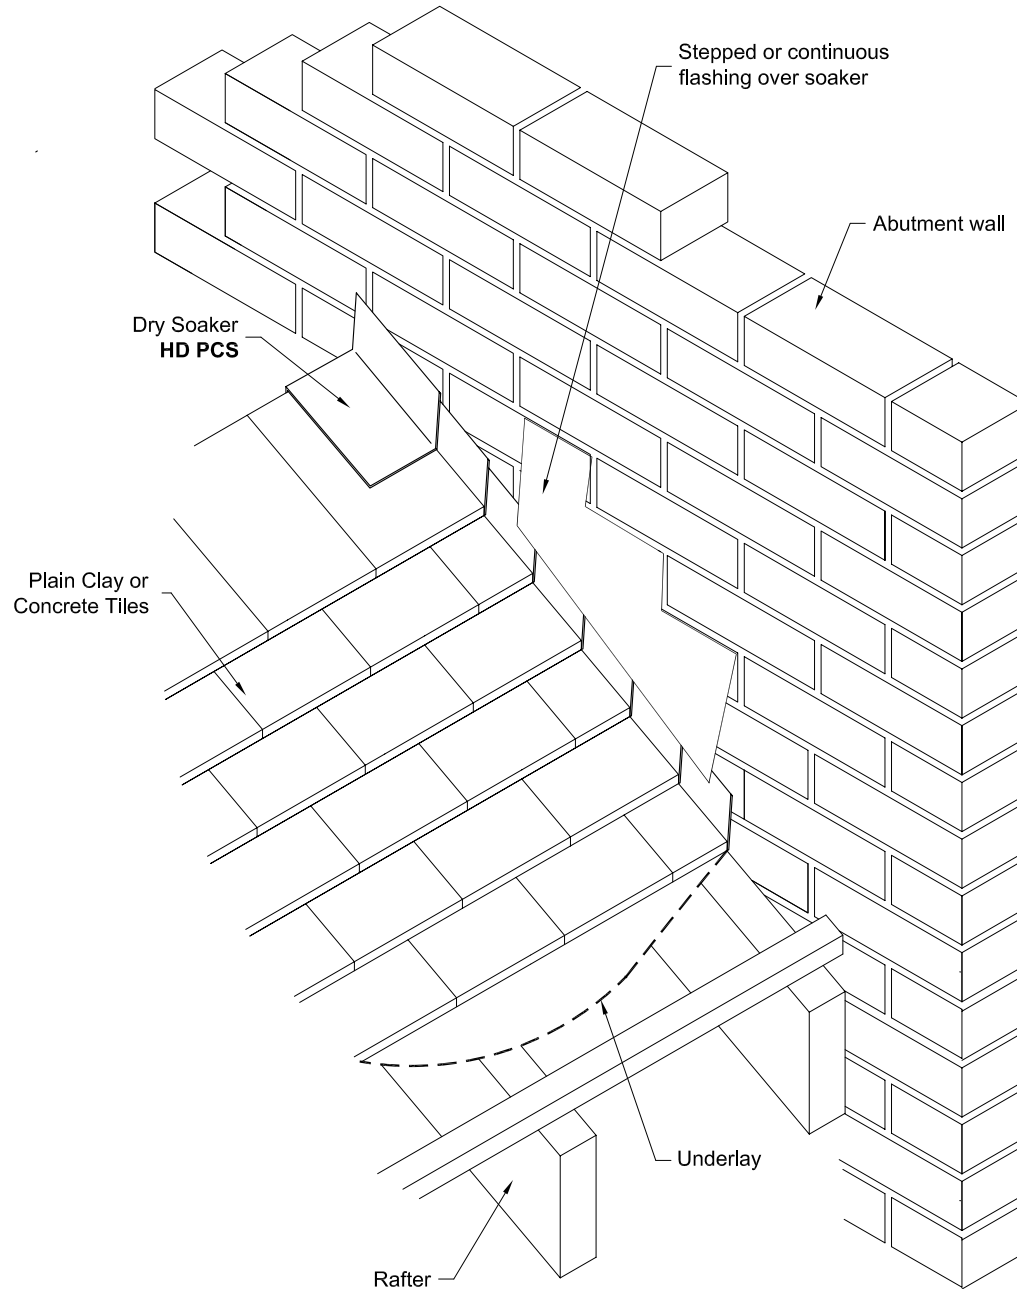 Stepped or continuous
flashing over soaker
Abutment wall
Dry Soaker
HD PCS
Plain Clay or
Concrete Tiles
Underlay
Rafter